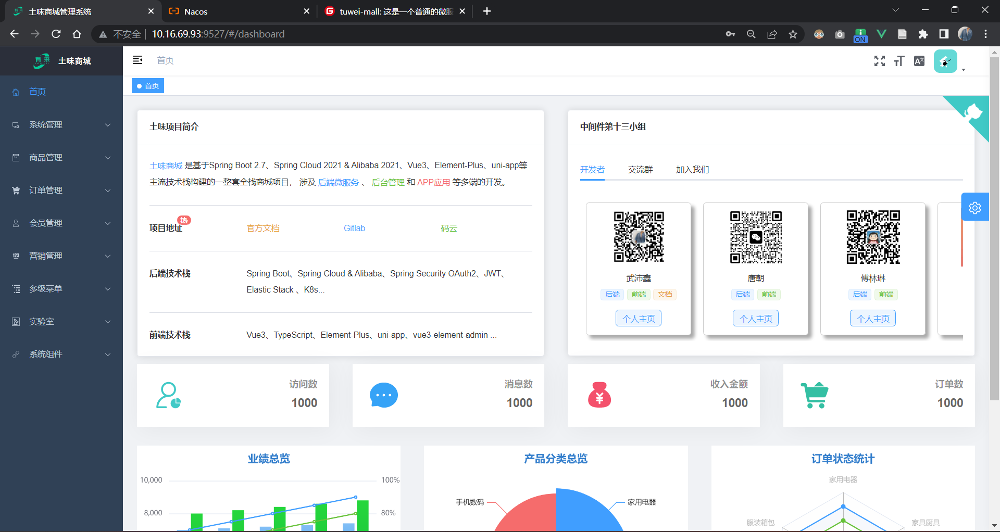 土味商城管理系统
Nacos
tuwei-mall: 这是一个普通的微服
不安全
10.16.69.93:9527/#/dashboard
ON
有来
土味商城
首页
首页
首页
系统管理
商品管理
订单管理
会员管理
123
营销管理
多级菜单
实验室
系统组件
土味项目简介
土味商城 是基于Spring Boot 2.7、Spring Cloud 2021 & Alibaba 2021、Vue3、Element-Plus、uni-app等
主流技术栈构建的一整套全栈商城项目， 涉及 后端微服务 、 后台管理 和 APP应用 等多端的开发。
项目地址 热 官方文档 Gitlab 码云
后端技术栈 Spring Boot、Spring Cloud & Alibaba、Spring Security OAuth2、JWT、
Elastic Stack 、K8s...
前端技术栈 Vue3、TypeScript、Element-Plus、uni-app、vue3-element-admin ...
中间件第十三小组
开发者 交流群 加入我们
武沛鑫 唐朝 傅林琳
后端 前端 文档 后端 前端 后端 前端
个人主页 个人主页 个人主页
访问数 消息数 收入金额 订单数
1000 1000 1000 1000
业绩总览
10,000 100%
8,000 80%
产品分类总览
手机数码 家用电器
订单状态统计
家用电器
服装箱包 家具厨具